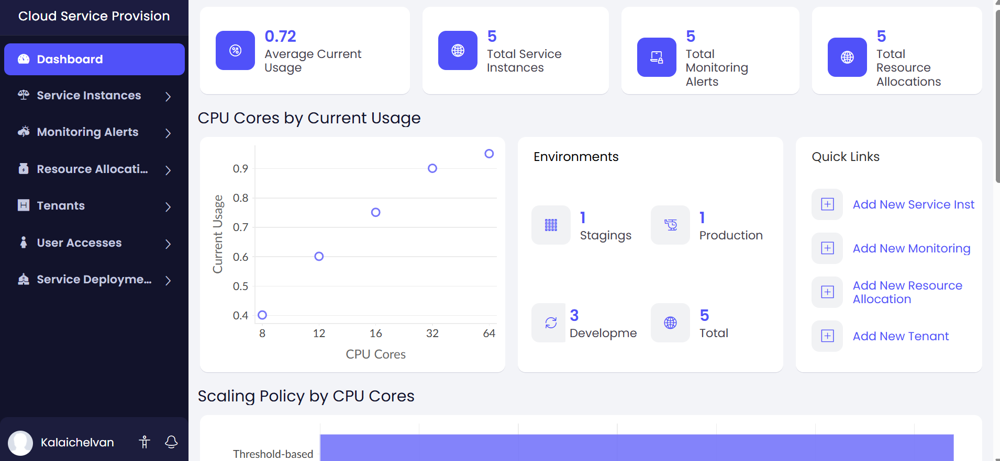 Cloud Service Provision
Dashboard
Service Instances
Monitoring Alerts
Resource Allocati...
Tenants
User Accesses
Service Deployme...
Kalaichelvan
0.72
Average Current
Usage
5
Total Service
Instances
5
Total
Monitoring
Alerts
5
Total
Resource
Allocations
CPU Cores by Current Usage
Current Usage
0.9
0.8
0.7
0.6
0.5
0.4
8 12 16 32 64
CPU Cores
Environments
1
Stagings
1
Production
3
Developme
5
Total
Quick Links
Add New Service Inst
Add New Monitoring
Add New Resource
Allocation
Add New Tenant
Scaling Policy by CPU Cores
Threshold-based